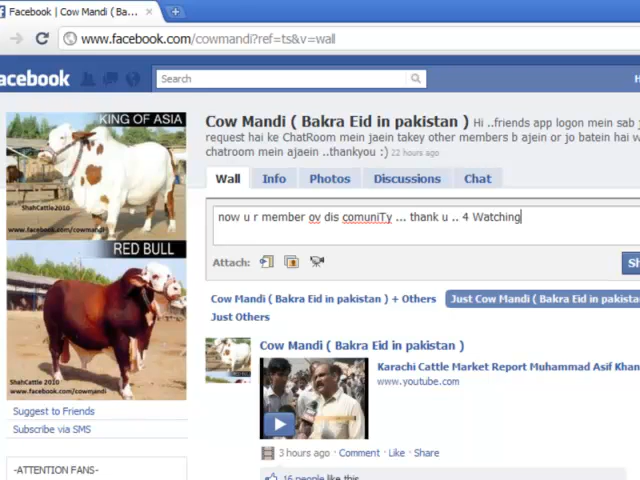 Facebook | Cow Mandi ( Ba...
www.facebook.com/cowmandi?ref=ts&v=wall
acebook
Search
H
KING OF ASIA
ShahCattle2010
www.facebook.com/cowmandi
RED BULL
ShahCattle 2010
www.facebook.com/cowmandi
Suggest to Friends
Subscribe via SMS
-ATTENTION FANS-
Cow Mandi ( Bakra Eid in pakistan ) Hi ..friends app logon mein sab
request hai ke ChatRoom mein jaein takey other members b ajein or jo batein hai w
chatroom mein ajaein ..thankyou :) 22 hours ago
Wall Info Photos Discussions Chat
now u r member ov dis comuniTy ... thank u .. 4 Watching
Attach:
Sh
Cow Mandi ( Bakra Eid in pakistan ) + Others Just Cow Mandi ( Bakra Eid in pakista
Just Others
Cow Mandi ( Bakra Eid in pakistan )
Karachi Cattle Market Report Muhammad Asif Khan
www.youtube.com
3 hours ago · Comment · Like · Share
16 people like this